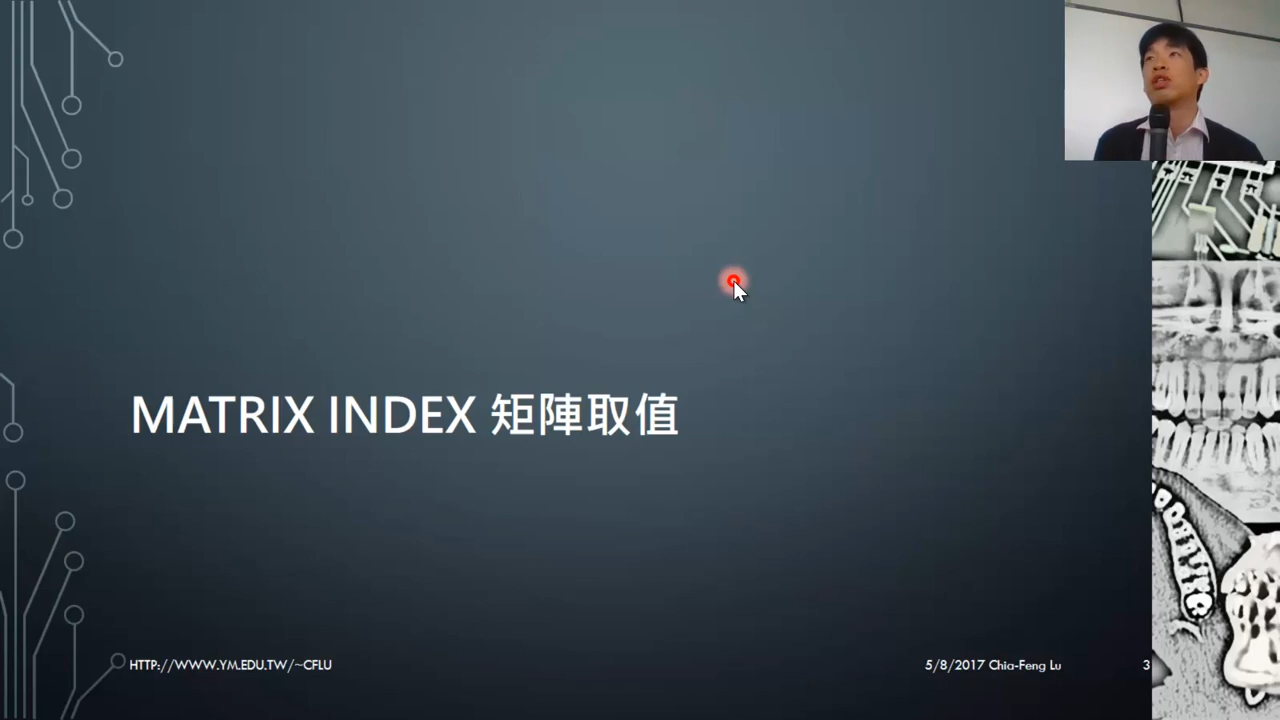 MATRIX INDEX 矩陣取值
HTTP://WWW.YM.EDU.TW/~CFLU
5/8/2017 Chia-Feng Lu
3